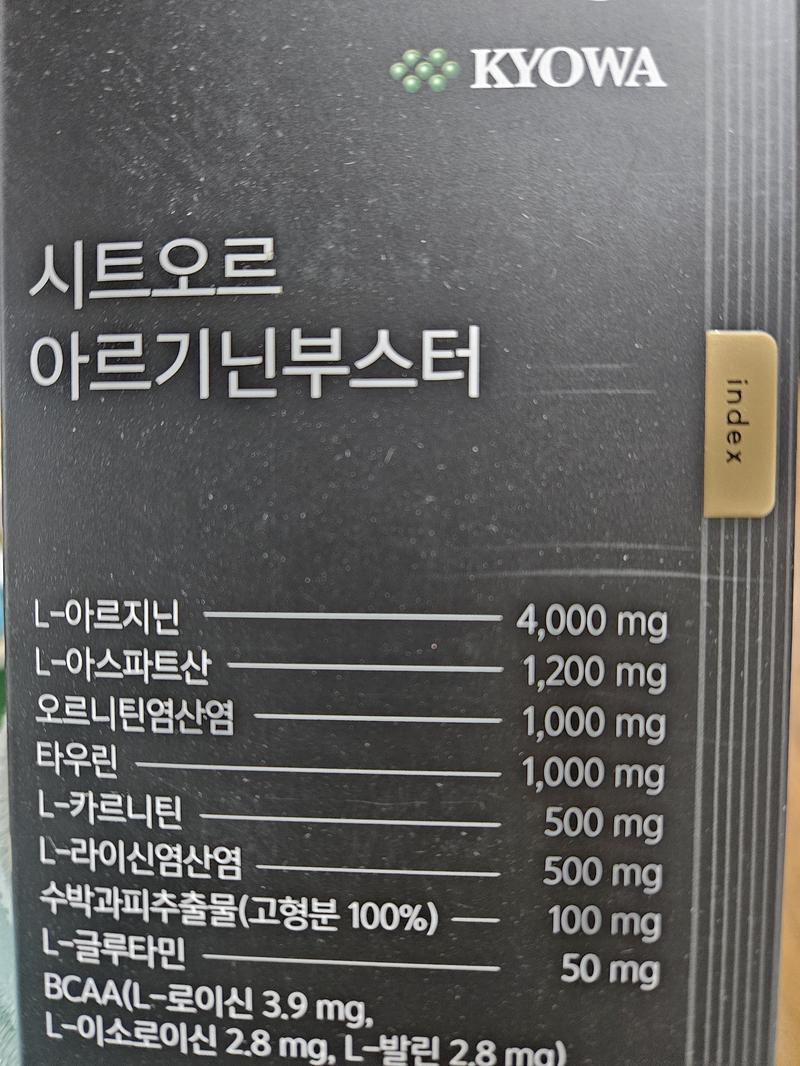 KYOWA
시트오르
아르기닌부스터
index
L-아르지닌 4,000 mg
L-아스파트산 1,200 mg
오르니틴염산염 1,000 mg
타우린 1,000 mg
L-카르니틴 500 mg
L-라이신염산염 500 mg
수박과피추출물(고형분 100%) 100 mg
L-글루타민 50 mg
BCAA(L-로이신 3.9 mg,
L-이소로이신 2.8 mg, L-발린 2.8 mg)